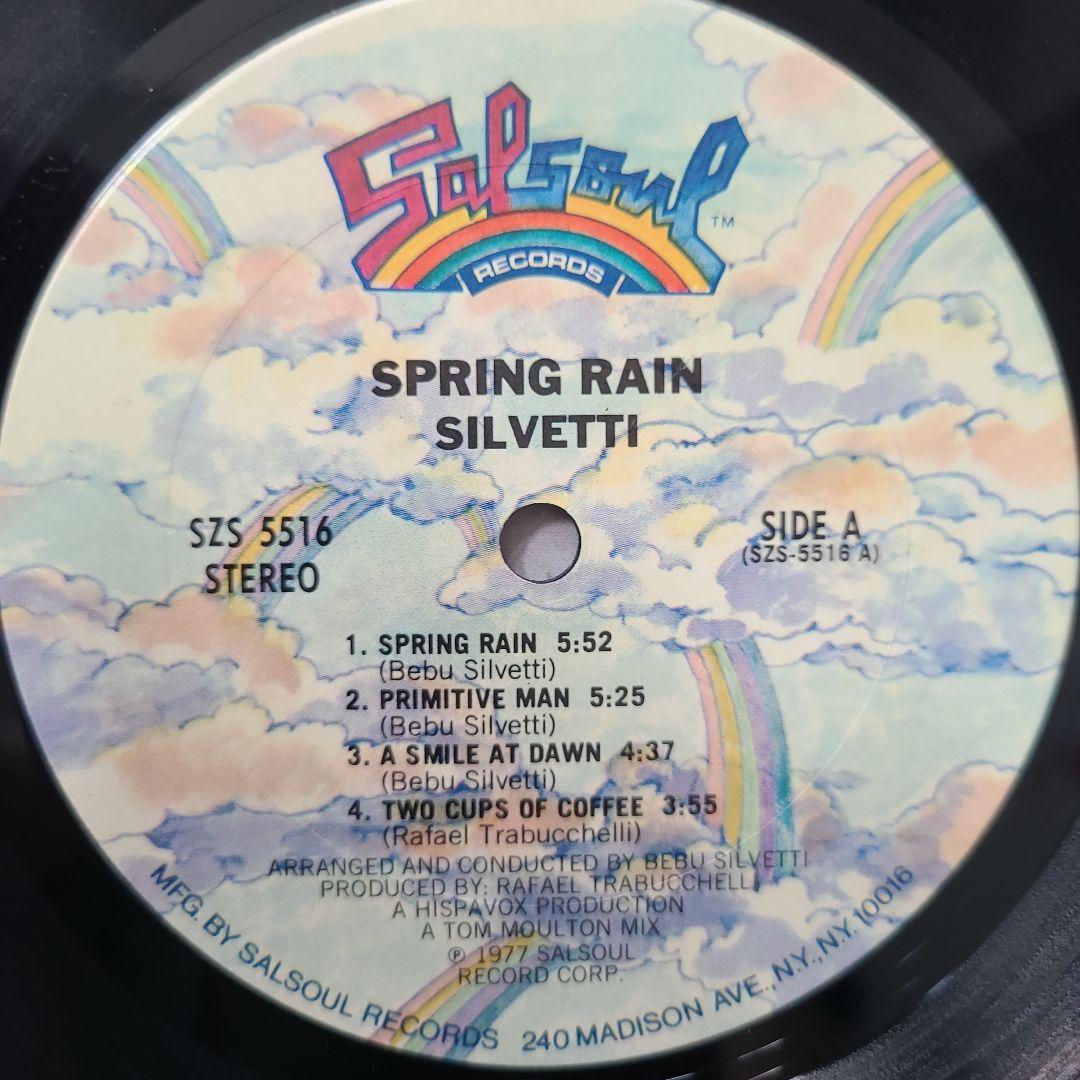 Salsoul TM
RECORDS
SPRING RAIN
SILVETTI
SZS 5516
STEREO
SIDE A
(SZS-5516 A)
1. SPRING RAIN 5:52
(Bebu Silvetti)
2. PRIMITIVE MAN 5:25
(Bebu Silvetti)
3. A SMILE AT DAWN 4:37
(Bebu Silvetti)
4. TWO CUPS OF COFFEE 3:55
(Rafael Trabucchelli)
ARRANGED AND CONDUCTED BY BEBU SILVETTI
PRODUCED BY: RAFAEL TRABUCCHELLI
A HISPAVOX PRODUCTION
A TOM MOULTON MIX
℗ 1977 SALSOUL
RECORD CORP.
MFG. BY SALSOUL RECORDS 240 MADISON AVE., N.Y., N.Y. 10016